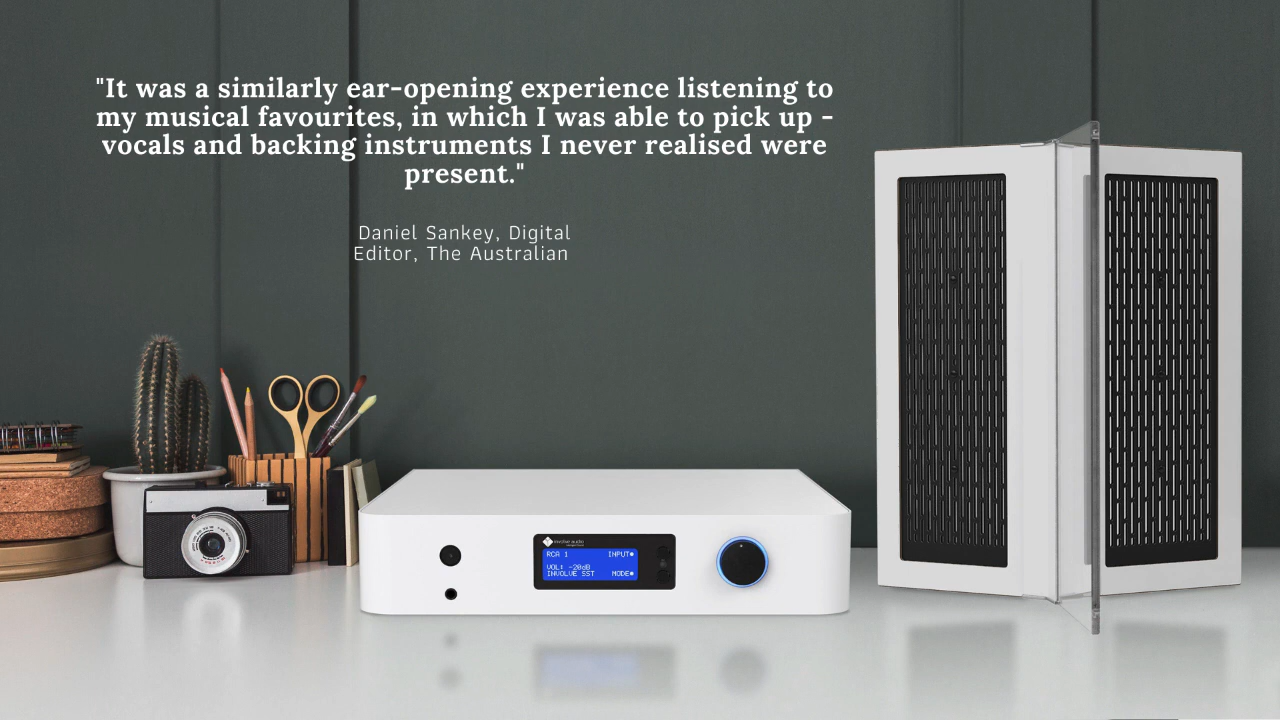 "It was a similarly ear-opening experience listening to
my musical favourites, in which I was able to pick up -
vocals and backing instruments I never realised were
present."
Daniel Sankey, Digital
Editor, The Australian
involve audio
RCA 1 INPUT
VOL: -20dB
INVOLVE SST MODE